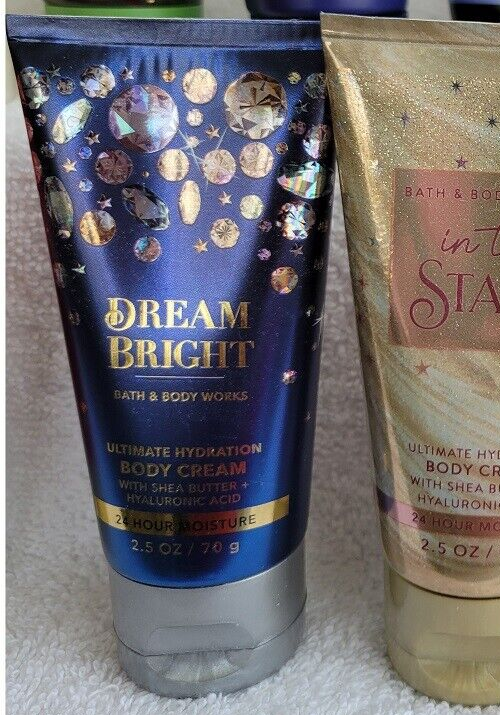 DREAM
BRIGHT
BATH & BODY WORKS
ULTIMATE HYDRATION
BODY CREAM
WITH SHEA BUTTER +
HYALURONIC ACID
24 HOUR MOISTURE
2.5 OZ / 70 g
BATH & BOD
in t
STA
ULTIMATE HY
BODY CR
WITH SHEA B
HYALURONIC
24 HOUR MO
2.5 OZ /